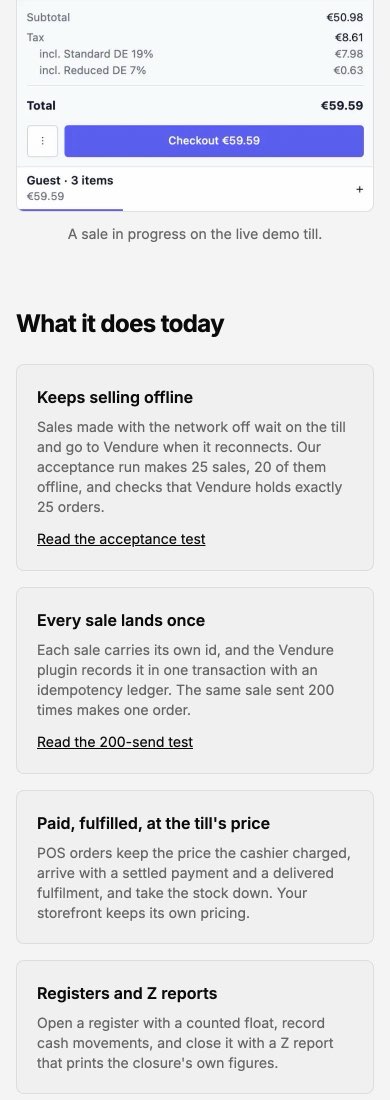 Subtotal €50.98
Tax €8.61
incl. Standard DE 19% €7.98
incl. Reduced DE 7% €0.63
Total €59.59
Checkout €59.59
Guest · 3 items
€59.59 +
A sale in progress on the live demo till.
What it does today
Keeps selling offline
Sales made with the network off wait on the till
and go to Vendure when it reconnects. Our
acceptance run makes 25 sales, 20 of them
offline, and checks that Vendure holds exactly
25 orders.
Read the acceptance test
Every sale lands once
Each sale carries its own id, and the Vendure
plugin records it in one transaction with an
idempotency ledger. The same sale sent 200
times makes one order.
Read the 200-send test
Paid, fulfilled, at the till's price
POS orders keep the price the cashier charged,
arrive with a settled payment and a delivered
fulfilment, and take the stock down. Your
storefront keeps its own pricing.
Registers and Z reports
Open a register with a counted float, record
cash movements, and close it with a Z report
that prints the closure's own figures.